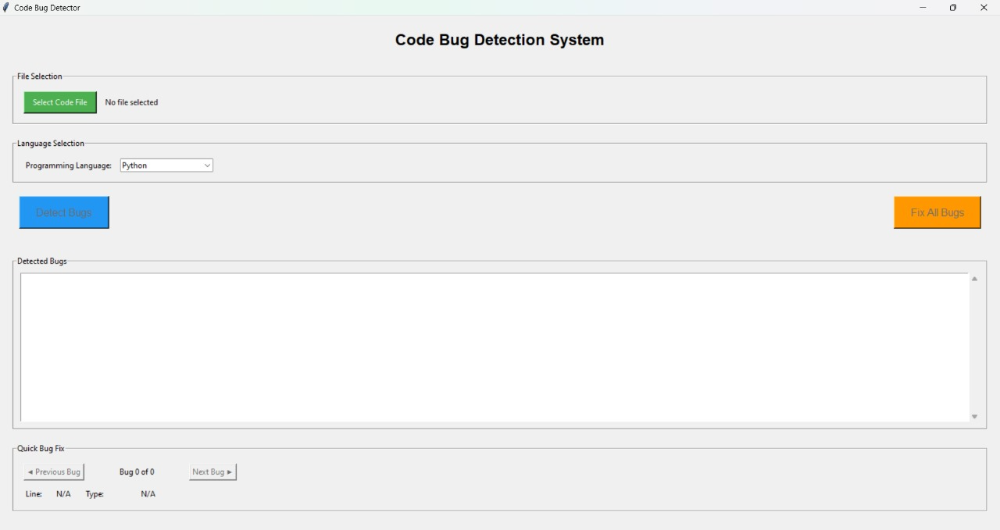 Code Bug Detector
Code Bug Detection System
File Selection
Select Code File No file selected
Language Selection
Programming Language: Python
Detect Bugs Fix All Bugs
Detected Bugs
Quick Bug Fix
◄ Previous Bug Bug 0 of 0 Next Bug ►
Line: N/A Type: N/A